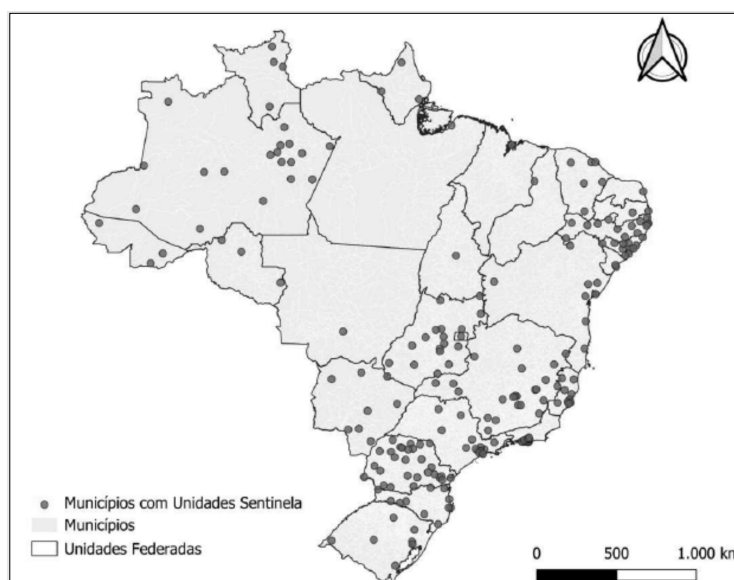 Municípios com Unidades Sentinela
Municípios
Unidades Federadas
0 500 1.000 km